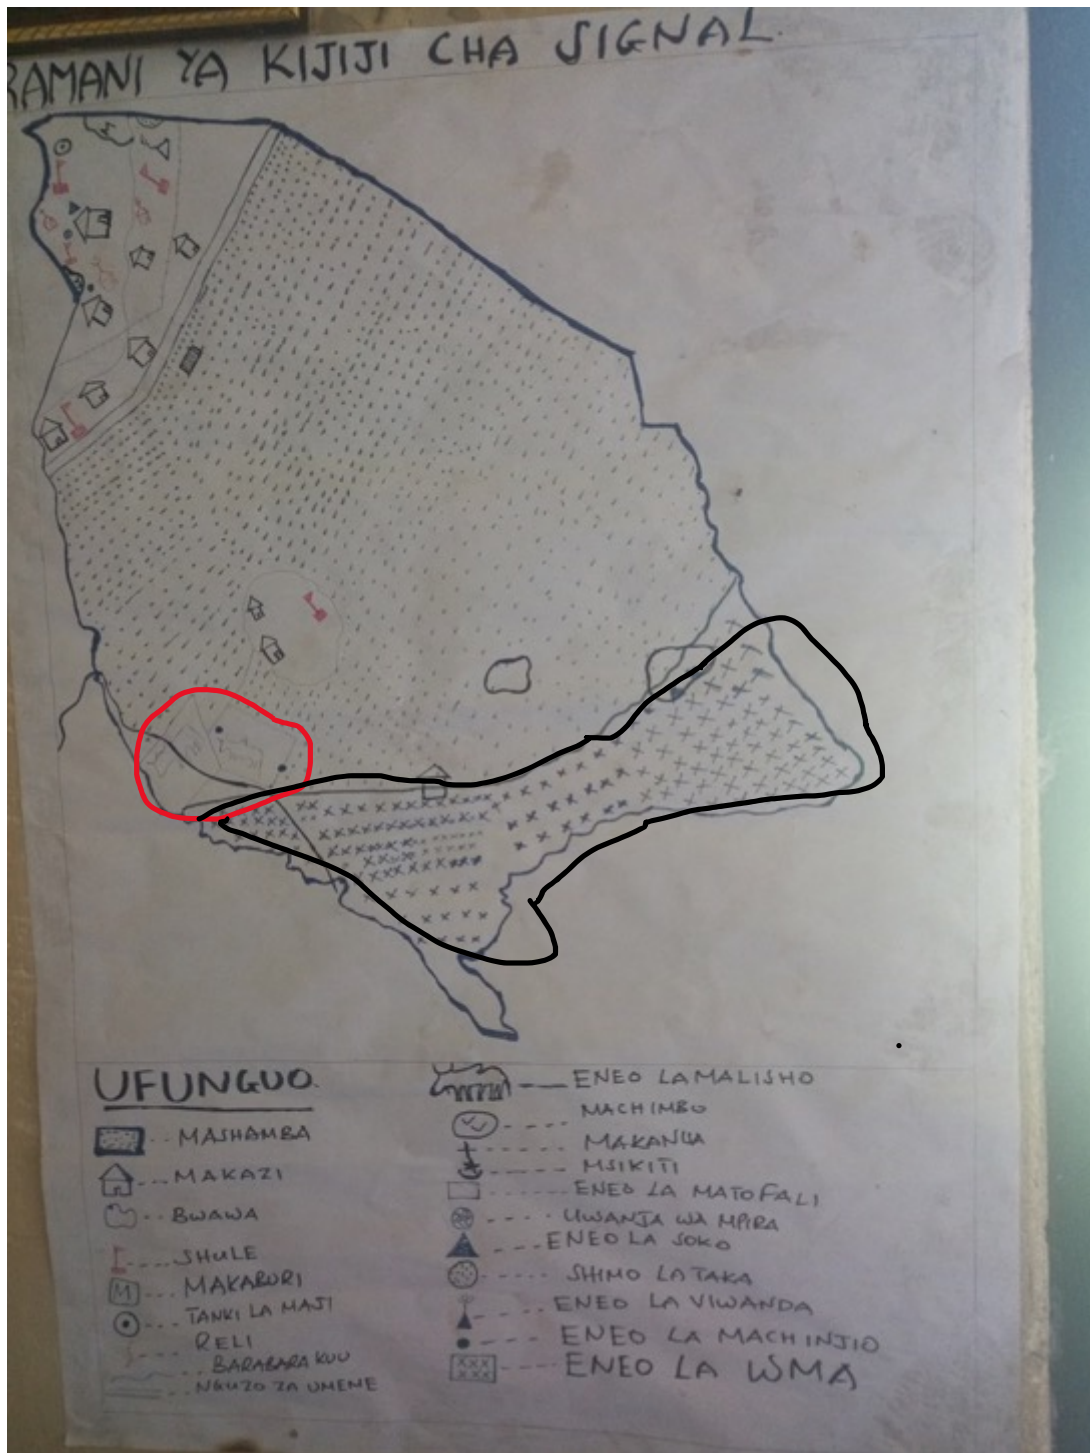 RAMANI YA KIJIJI CHA SIGNAL.
UFUNGUO.
MASHAMBA
MAKAZI
BWAWA
SHULE
M MAKABURI
TANKI LA MAJI
RELI
BARABARA KUU
NGUZO ZA UMEME
ENEO LA MALISHO
MACHIMBO
MAKANISA
MSIKITI
ENEO LA MATOFALI
UWANJA WA MPIRA
ENEO LA SOKO
SHIMO LA TAKA
ENEO LA VIWANDA
ENEO LA MACHINJIO
XXX
XXX ENEO LA WMA